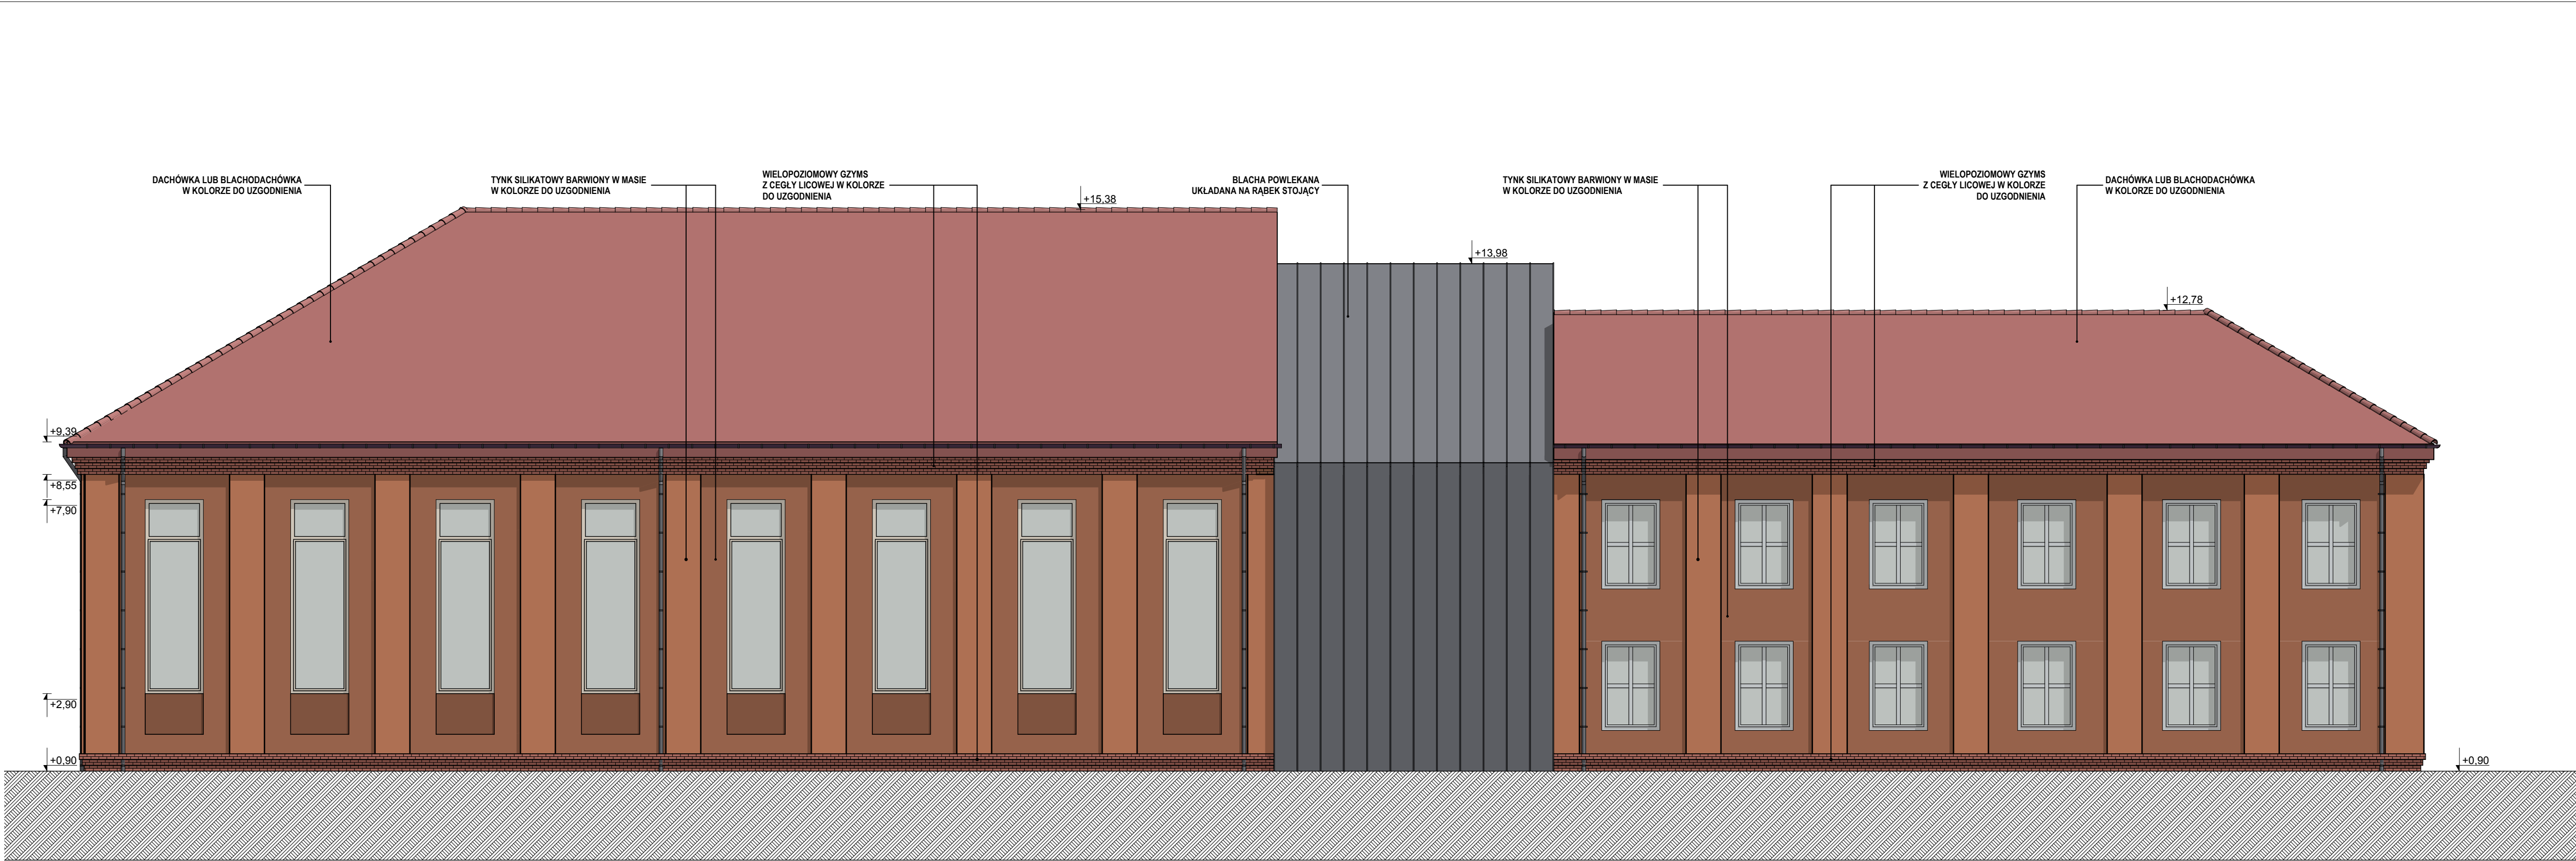 DACHÓWKA LUB BLACHODACHÓWKA
W KOLORZE DO UZGODNIENIA
TYNK SILIKATOWY BARWIONY W MASIE
W KOLORZE DO UZGODNIENIA
WIELOPOZIOMOWY GZYMS
Z CEGŁY LICOWEJ W KOLORZE
DO UZGODNIENIA
BLACHA POWLEKANA
UKŁADANA NA RĄBEK STOJĄCY
TYNK SILIKATOWY BARWIONY W MASIE
W KOLORZE DO UZGODNIENIA
WIELOPOZIOMOWY GZYMS
Z CEGŁY LICOWEJ W KOLORZE
DO UZGODNIENIA
DACHÓWKA LUB BLACHODACHÓWKA
W KOLORZE DO UZGODNIENIA
+15,38
+13,98
+12,78
+9,39
+8,55
+7,90
+2,90
+0,90
+0,90